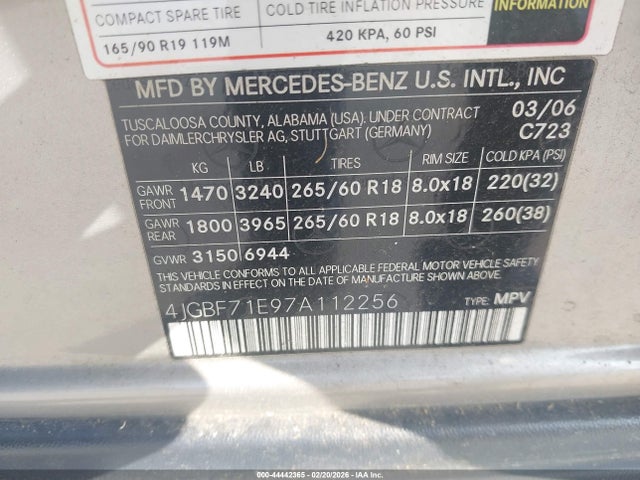 COMPACT SPARE TIRE
COLD TIRE INFLATION PRESSURE
INFORMATION
165/90 R19 119M
420 KPA, 60 PSI
MFD BY MERCEDES-BENZ U.S. INTL., INC
TUSCALOOSA COUNTY, ALABAMA (USA). UNDER CONTRACT
FOR DAIMLERCHRYSLER AG, STUTTGART (GERMANY)
03/06
C723
KG LB TIRES RIM SIZE COLD KPA (PSI)
GAWR FRONT 1470 3240 265/60 R18 8.0x18 220(32)
GAWR REAR 1800 3965 265/60 R18 8.0x18 260(38)
GVWR 3150 6944
THIS VEHICLE CONFORMS TO ALL APPLICABLE FEDERAL MOTOR VEHICLE SAFETY
STANDARDS IN EFFECT ON THE DATE OF MANUFACTURE SHOWN ABOVE.
4JGBF71E97A112256
TYPE: MPV
000-44442365 - 02/20/2026 - COPYRIGHT IAA, LLC.